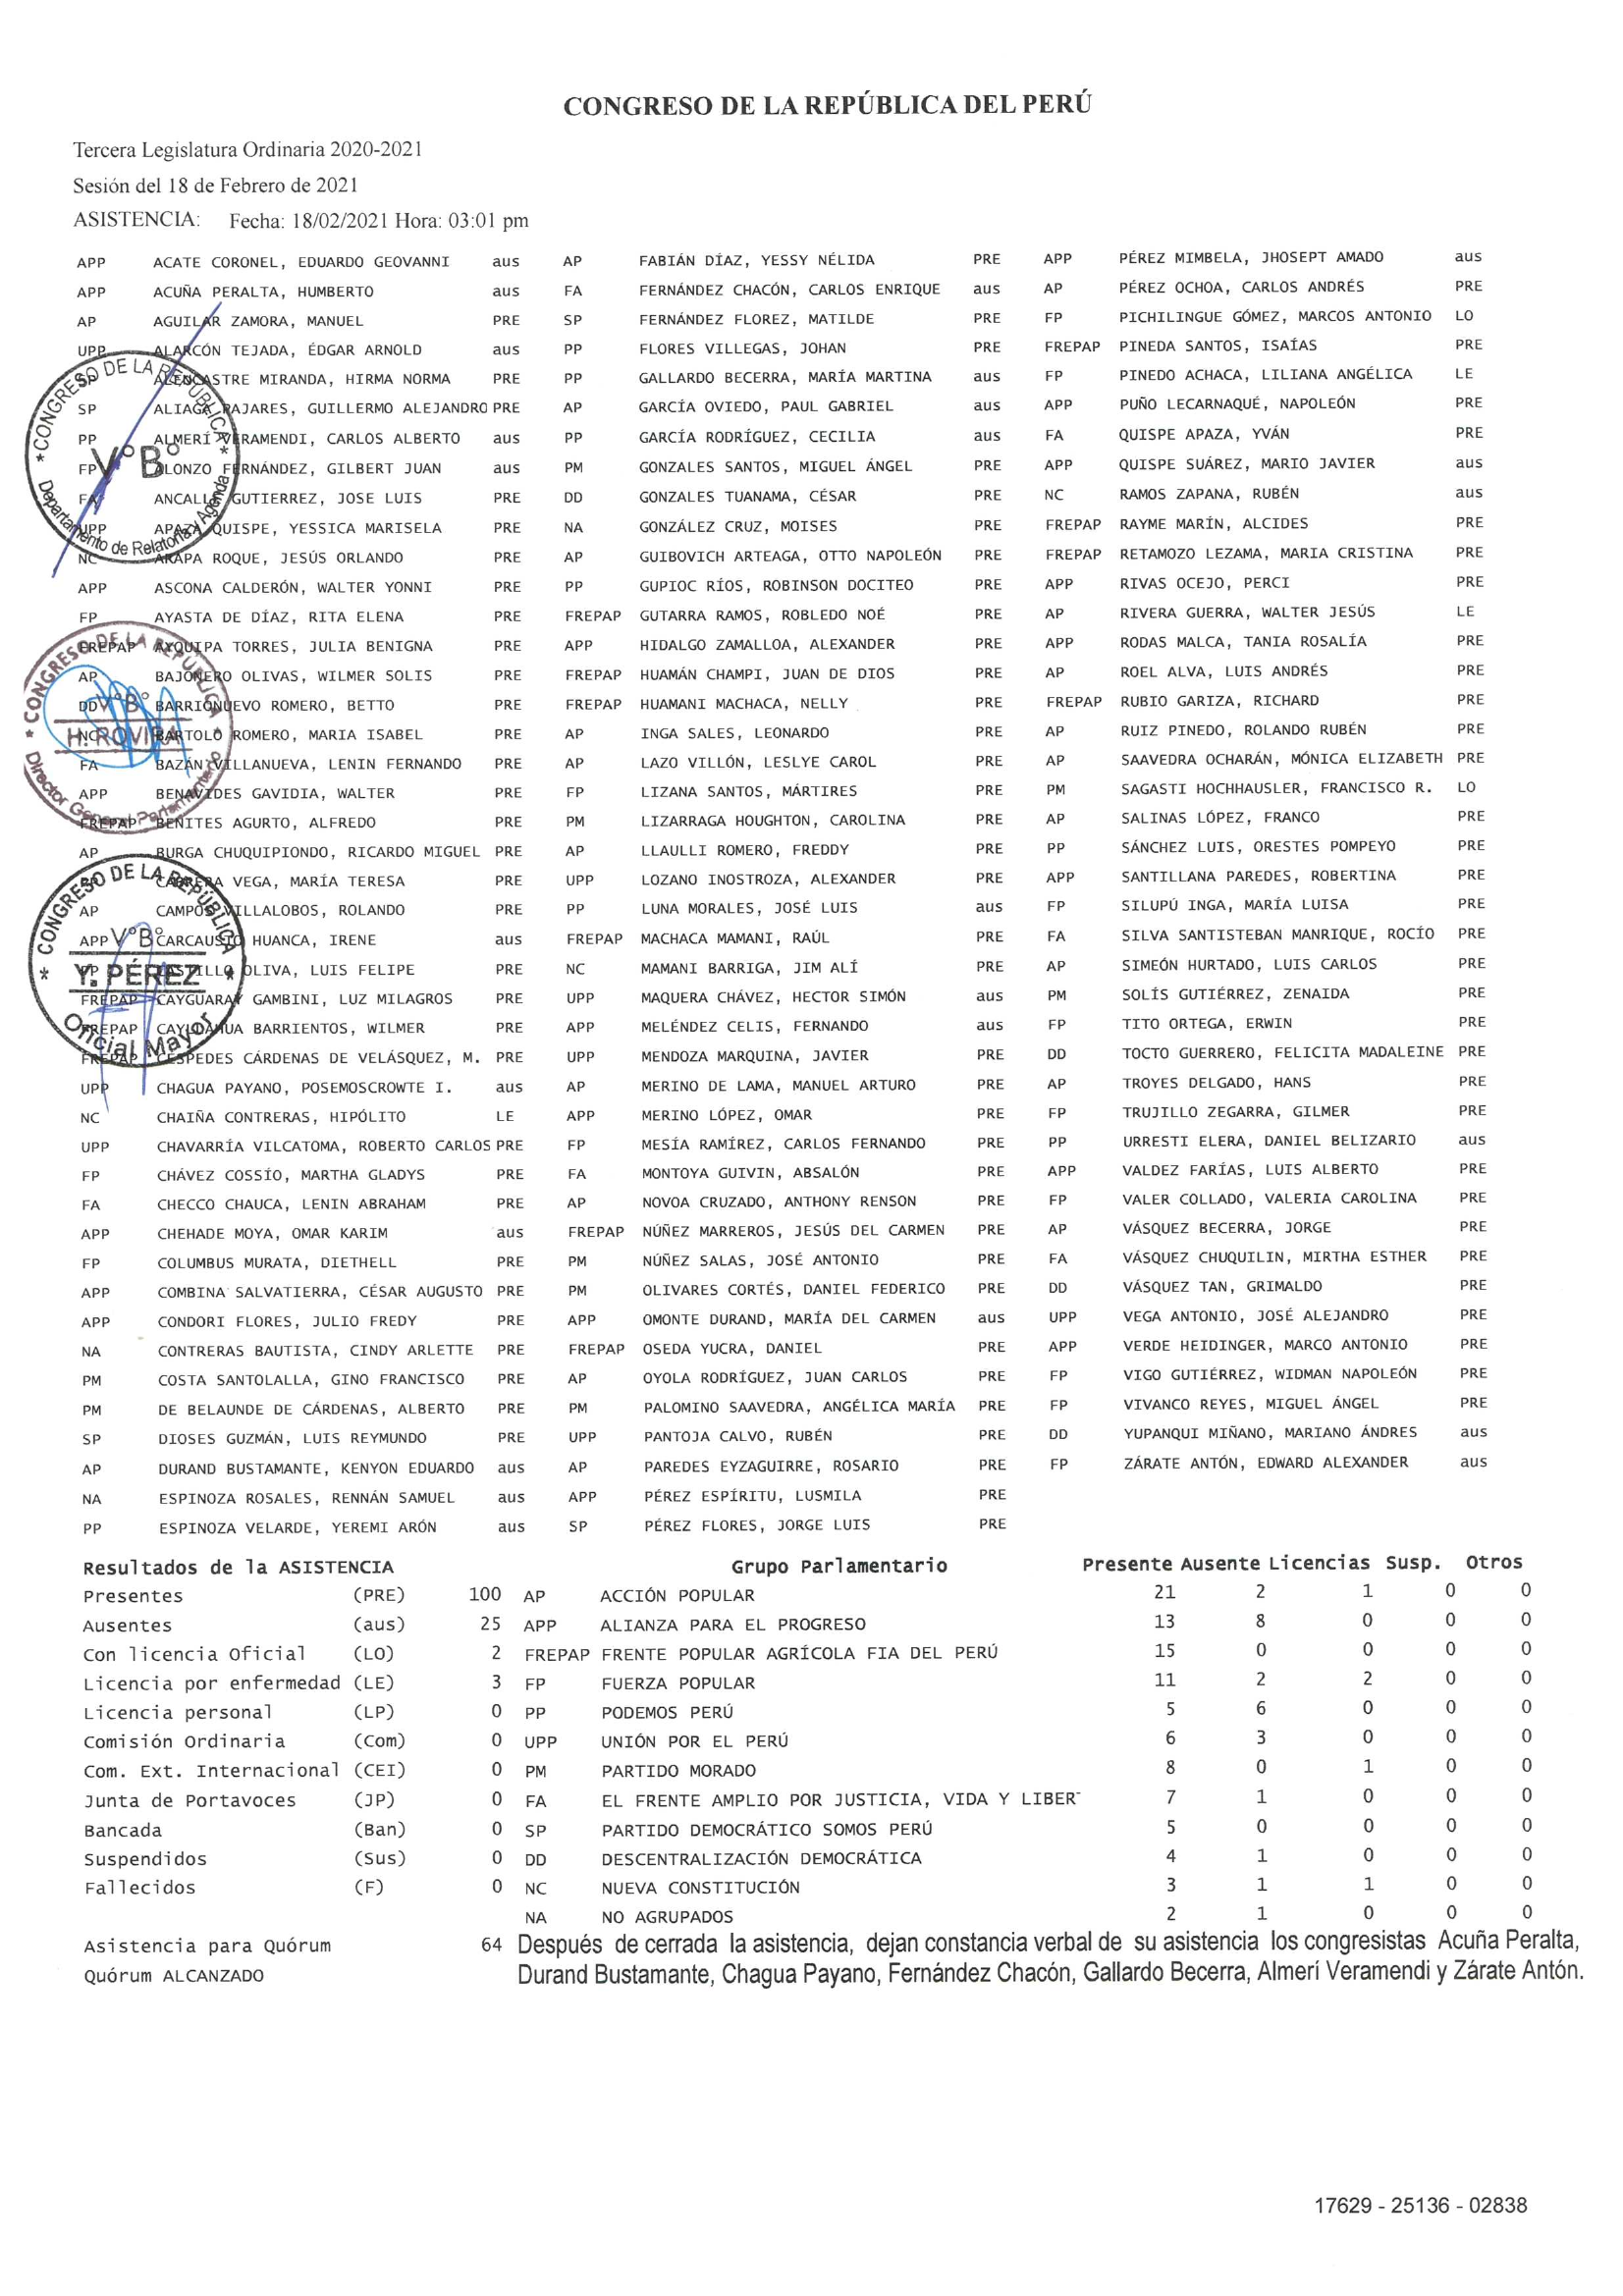 CONGRESO DE LA REPÚBLICA DEL PERÚ
Tercera Legislatura Ordinaria 2020-2021
Sesión del 18 de Febrero de 2021
ASISTENCIA: Fecha: 18/02/2021 Hora: 03:01 pm
APP ACATE CORONEL, EDUARDO GEOVANNI aus AP FABIÁN DÍAZ, YESSY NÉLIDA PRE APP PÉREZ MIMBELA, JHOSEPT AMADO aus
APP ACUÑA PERALTA, HUMBERTO aus FA FERNÁNDEZ CHACÓN, CARLOS ENRIQUE aus AP PÉREZ OCHOA, CARLOS ANDRÉS PRE
AP AGUILAR ZAMORA, MANUEL PRE SP FERNÁNDEZ FLOREZ, MATILDE PRE FP PICHILINGUE GÓMEZ, MARCOS ANTONIO LO
UPP ALARCÓN TEJADA, ÉDGAR ARNOLD aus PP FLORES VILLEGAS, JOHAN PRE FREPAP PINEDA SANTOS, ISAÍAS PRE
SP ALENCASTRE MIRANDA, HIRMA NORMA PRE PP GALLARDO BECERRA, MARÍA MARTINA aus FP PINEDO ACHACA, LILIANA ANGÉLICA LE
SP ALIAGA PAJARES, GUILLERMO ALEJANDRO PRE AP GARCÍA OVIEDO, PAUL GABRIEL aus APP PUÑO LECARNAQUÉ, NAPOLEÓN PRE
PP ALMERÍ VERAMENDI, CARLOS ALBERTO aus PP GARCÍA RODRÍGUEZ, CECILIA aus FA QUISPE APAZA, YVÁN PRE
FP ALONZO FERNÁNDEZ, GILBERT JUAN aus PM GONZALES SANTOS, MIGUEL ÁNGEL PRE APP QUISPE SUÁREZ, MARIO JAVIER aus
FA ANCALLE GUTIERREZ, JOSE LUIS PRE DD GONZALES TUANAMA, CÉSAR PRE NC RAMOS ZAPANA, RUBÉN aus
UPP APAZA QUISPE, YESSICA MARISELA PRE NA GONZÁLEZ CRUZ, MOISES PRE FREPAP RAYME MARÍN, ALCIDES PRE
NC ARAPA ROQUE, JESÚS ORLANDO PRE AP GUIBOVICH ARTEAGA, OTTO NAPOLEÓN PRE FREPAP RETAMOZO LEZAMA, MARIA CRISTINA PRE
APP ASCONA CALDERÓN, WALTER YONNI PRE PP GUPIOC RÍOS, ROBINSON DOCITEO PRE APP RIVAS OCEJO, PERCI PRE
FP AYASTA DE DÍAZ, RITA ELENA PRE FREPAP GUTARRA RAMOS, ROBLEDO NOÉ PRE AP RIVERA GUERRA, WALTER JESÚS LE
FREPAP AYQUIPA TORRES, JULIA BENIGNA PRE APP HIDALGO ZAMALLOA, ALEXANDER PRE APP RODAS MALCA, TANIA ROSALÍA PRE
AP BAJONERO OLIVAS, WILMER SOLIS PRE FREPAP HUAMÁN CHAMPI, JUAN DE DIOS PRE AP ROEL ALVA, LUIS ANDRÉS PRE
DD BARRIONUEVO ROMERO, BETTO PRE FREPAP HUAMANI MACHACA, NELLY PRE FREPAP RUBIO GARIZA, RICHARD PRE
NC BARTOLO ROMERO, MARIA ISABEL PRE AP INGA SALES, LEONARDO PRE AP RUIZ PINEDO, ROLANDO RUBÉN PRE
FA BAZÁN VILLANUEVA, LENIN FERNANDO PRE AP LAZO VILLÓN, LESLYE CAROL PRE AP SAAVEDRA OCHARÁN, MÓNICA ELIZABETH PRE
APP BENAVIDES GAVIDIA, WALTER PRE FP LIZANA SANTOS, MÁRTIRES PRE PM SAGASTI HOCHHAUSLER, FRANCISCO R. LO
FREPAP BENITES AGURTO, ALFREDO PRE PM LIZARRAGA HOUGHTON, CAROLINA PRE AP SALINAS LÓPEZ, FRANCO PRE
AP BURGA CHUQUIPIONDO, RICARDO MIGUEL PRE AP LLAULLI ROMERO, FREDDY PRE PP SÁNCHEZ LUIS, ORESTES POMPEYO PRE
CABRERA VEGA, MARÍA TERESA PRE UPP LOZANO INOSTROZA, ALEXANDER PRE APP SANTILLANA PAREDES, ROBERTINA PRE
AP CAMPOS VILLALOBOS, ROLANDO PRE PP LUNA MORALES, JOSÉ LUIS aus FP SILUPÚ INGA, MARÍA LUISA PRE
APP CARCAUSTO HUANCA, IRENE aus FREPAP MACHACA MAMANI, RAÚL PRE FA SILVA SANTISTEBAN MANRIQUE, ROCÍO PRE
PP CASTILLO OLIVA, LUIS FELIPE PRE NC MAMANI BARRIGA, JIM ALÍ PRE AP SIMEÓN HURTADO, LUIS CARLOS PRE
FREPAP CAYGUARAY GAMBINI, LUZ MILAGROS PRE UPP MAQUERA CHÁVEZ, HECTOR SIMÓN aus PM SOLÍS GUTIÉRREZ, ZENAIDA PRE
FREPAP CAYLLAHUA BARRIENTOS, WILMER PRE APP MELÉNDEZ CELIS, FERNANDO aus FP TITO ORTEGA, ERWIN PRE
FREPAP CÉSPEDES CÁRDENAS DE VELÁSQUEZ, M. PRE UPP MENDOZA MARQUINA, JAVIER PRE DD TOCTO GUERRERO, FELICITA MADALEINE PRE
UPP CHAGUA PAYANO, POSEMOSCROWTE I. aus AP MERINO DE LAMA, MANUEL ARTURO PRE AP TROYES DELGADO, HANS PRE
NC CHAIÑA CONTRERAS, HIPÓLITO LE APP MERINO LÓPEZ, OMAR PRE FP TRUJILLO ZEGARRA, GILMER PRE
UPP CHAVARRÍA VILCATOMA, ROBERTO CARLOS PRE FP MESÍA RAMÍREZ, CARLOS FERNANDO PRE PP URRESTI ELERA, DANIEL BELIZARIO aus
FP CHÁVEZ COSSÍO, MARTHA GLADYS PRE FA MONTOYA GUIVIN, ABSALÓN PRE APP VALDEZ FARÍAS, LUIS ALBERTO PRE
FA CHECCO CHAUCA, LENIN ABRAHAM PRE AP NOVOA CRUZADO, ANTHONY RENSON PRE FP VALER COLLADO, VALERIA CAROLINA PRE
APP CHEHADE MOYA, OMAR KARIM aus FREPAP NÚÑEZ MARREROS, JESÚS DEL CARMEN PRE AP VÁSQUEZ BECERRA, JORGE PRE
FP COLUMBUS MURATA, DIETHELL PRE PM NÚÑEZ SALAS, JOSÉ ANTONIO PRE FA VÁSQUEZ CHUQUILIN, MIRTHA ESTHER PRE
APP COMBINA SALVATIERRA, CÉSAR AUGUSTO PRE PM OLIVARES CORTÉS, DANIEL FEDERICO PRE DD VÁSQUEZ TAN, GRIMALDO PRE
APP CONDORI FLORES, JULIO FREDY PRE APP OMONTE DURAND, MARÍA DEL CARMEN aus UPP VEGA ANTONIO, JOSÉ ALEJANDRO PRE
NA CONTRERAS BAUTISTA, CINDY ARLETTE PRE FREPAP OSEDA YUCRA, DANIEL PRE APP VERDE HEIDINGER, MARCO ANTONIO PRE
PM COSTA SANTOLALLA, GINO FRANCISCO PRE AP OYOLA RODRÍGUEZ, JUAN CARLOS PRE FP VIGO GUTIÉRREZ, WIDMAN NAPOLEÓN PRE
PM DE BELAUNDE DE CÁRDENAS, ALBERTO PRE PM PALOMINO SAAVEDRA, ANGÉLICA MARÍA PRE FP VIVANCO REYES, MIGUEL ÁNGEL PRE
SP DIOSES GUZMÁN, LUIS REYMUNDO PRE UPP PANTOJA CALVO, RUBÉN PRE DD YUPANQUI MIÑANO, MARIANO ÁNDRES aus
AP DURAND BUSTAMANTE, KENYON EDUARDO aus AP PAREDES EYZAGUIRRE, ROSARIO PRE FP ZÁRATE ANTÓN, EDWARD ALEXANDER aus
NA ESPINOZA ROSALES, RENNÁN SAMUEL aus APP PÉREZ ESPÍRITU, LUSMILA PRE
PP ESPINOZA VELARDE, YEREMI ARÓN aus SP PÉREZ FLORES, JORGE LUIS PRE
*CONGRESO DE LA REPÚBLICA*
V°B°
Departamento de Relatoría y Agenda
* CONGRESO DE LA REPÚBLICA *
V°B°
H. ROVIRA
Director General Parlamentario
* CONGRESO DE LA REPÚBLICA *
V°B°
Y. PÉREZ
Oficial Mayor
Resultados de la ASISTENCIA Grupo Parlamentario Presente Ausente Licencias Susp. Otros
Presentes (PRE) 100 AP ACCIÓN POPULAR 21 2 1 0 0
Ausentes (aus) 25 APP ALIANZA PARA EL PROGRESO 13 8 0 0 0
Con licencia Oficial (LO) 2 FREPAP FRENTE POPULAR AGRÍCOLA FIA DEL PERÚ 15 0 0 0 0
Licencia por enfermedad (LE) 3 FP FUERZA POPULAR 11 2 2 0 0
Licencia personal (LP) 0 PP PODEMOS PERÚ 5 6 0 0 0
Comisión Ordinaria (Com) 0 UPP UNIÓN POR EL PERÚ 6 3 0 0 0
Com. Ext. Internacional (CEI) 0 PM PARTIDO MORADO 8 0 1 0 0
Junta de Portavoces (JP) 0 FA EL FRENTE AMPLIO POR JUSTICIA, VIDA Y LIBER 7 1 0 0 0
Bancada (Ban) 0 SP PARTIDO DEMOCRÁTICO SOMOS PERÚ 5 0 0 0 0
Suspendidos (Sus) 0 DD DESCENTRALIZACIÓN DEMOCRÁTICA 4 1 0 0 0
Fallecidos (F) 0 NC NUEVA CONSTITUCIÓN 3 1 1 0 0
NA NO AGRUPADOS 2 1 0 0 0
Asistencia para Quórum 64 Después de cerrada la asistencia, dejan constancia verbal de su asistencia los congresistas Acuña Peralta,
Quórum ALCANZADO Durand Bustamante, Chagua Payano, Fernández Chacón, Gallardo Becerra, Almerí Veramendi y Zárate Antón.
17629 - 25136 - 02838